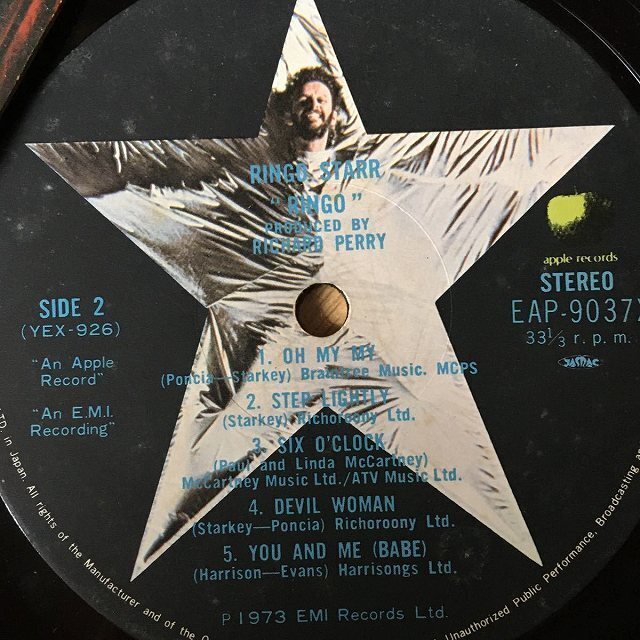 RINGO STARR
"RINGO"
PRODUCED BY
RICHARD PERRY
apple records
STEREO
EAP-90372
33 1/3 r. p. m.
JASRAC
SIDE 2
(YEX-926)
"An Apple
Record"
"An E.M.I.
Recording"
1. OH MY MY
(Poncia—Starkey) Braintree Music. MCPS
2. STEP LIGHTLY
(Starkey) Richoroony Ltd.
3. SIX O'CLOCK
(Paul and Linda McCartney)
McCartney Music Ltd./ATV Music Ltd.
4. DEVIL WOMAN
(Starkey—Poncia) Richoroony Ltd.
5. YOU AND ME (BABE)
(Harrison—Evans) Harrisongs Ltd.
P 1973 EMI Records Ltd.
in Japan. All rights of the Manufacturer and of the
Unauthorized Public Performance, Broadcasting